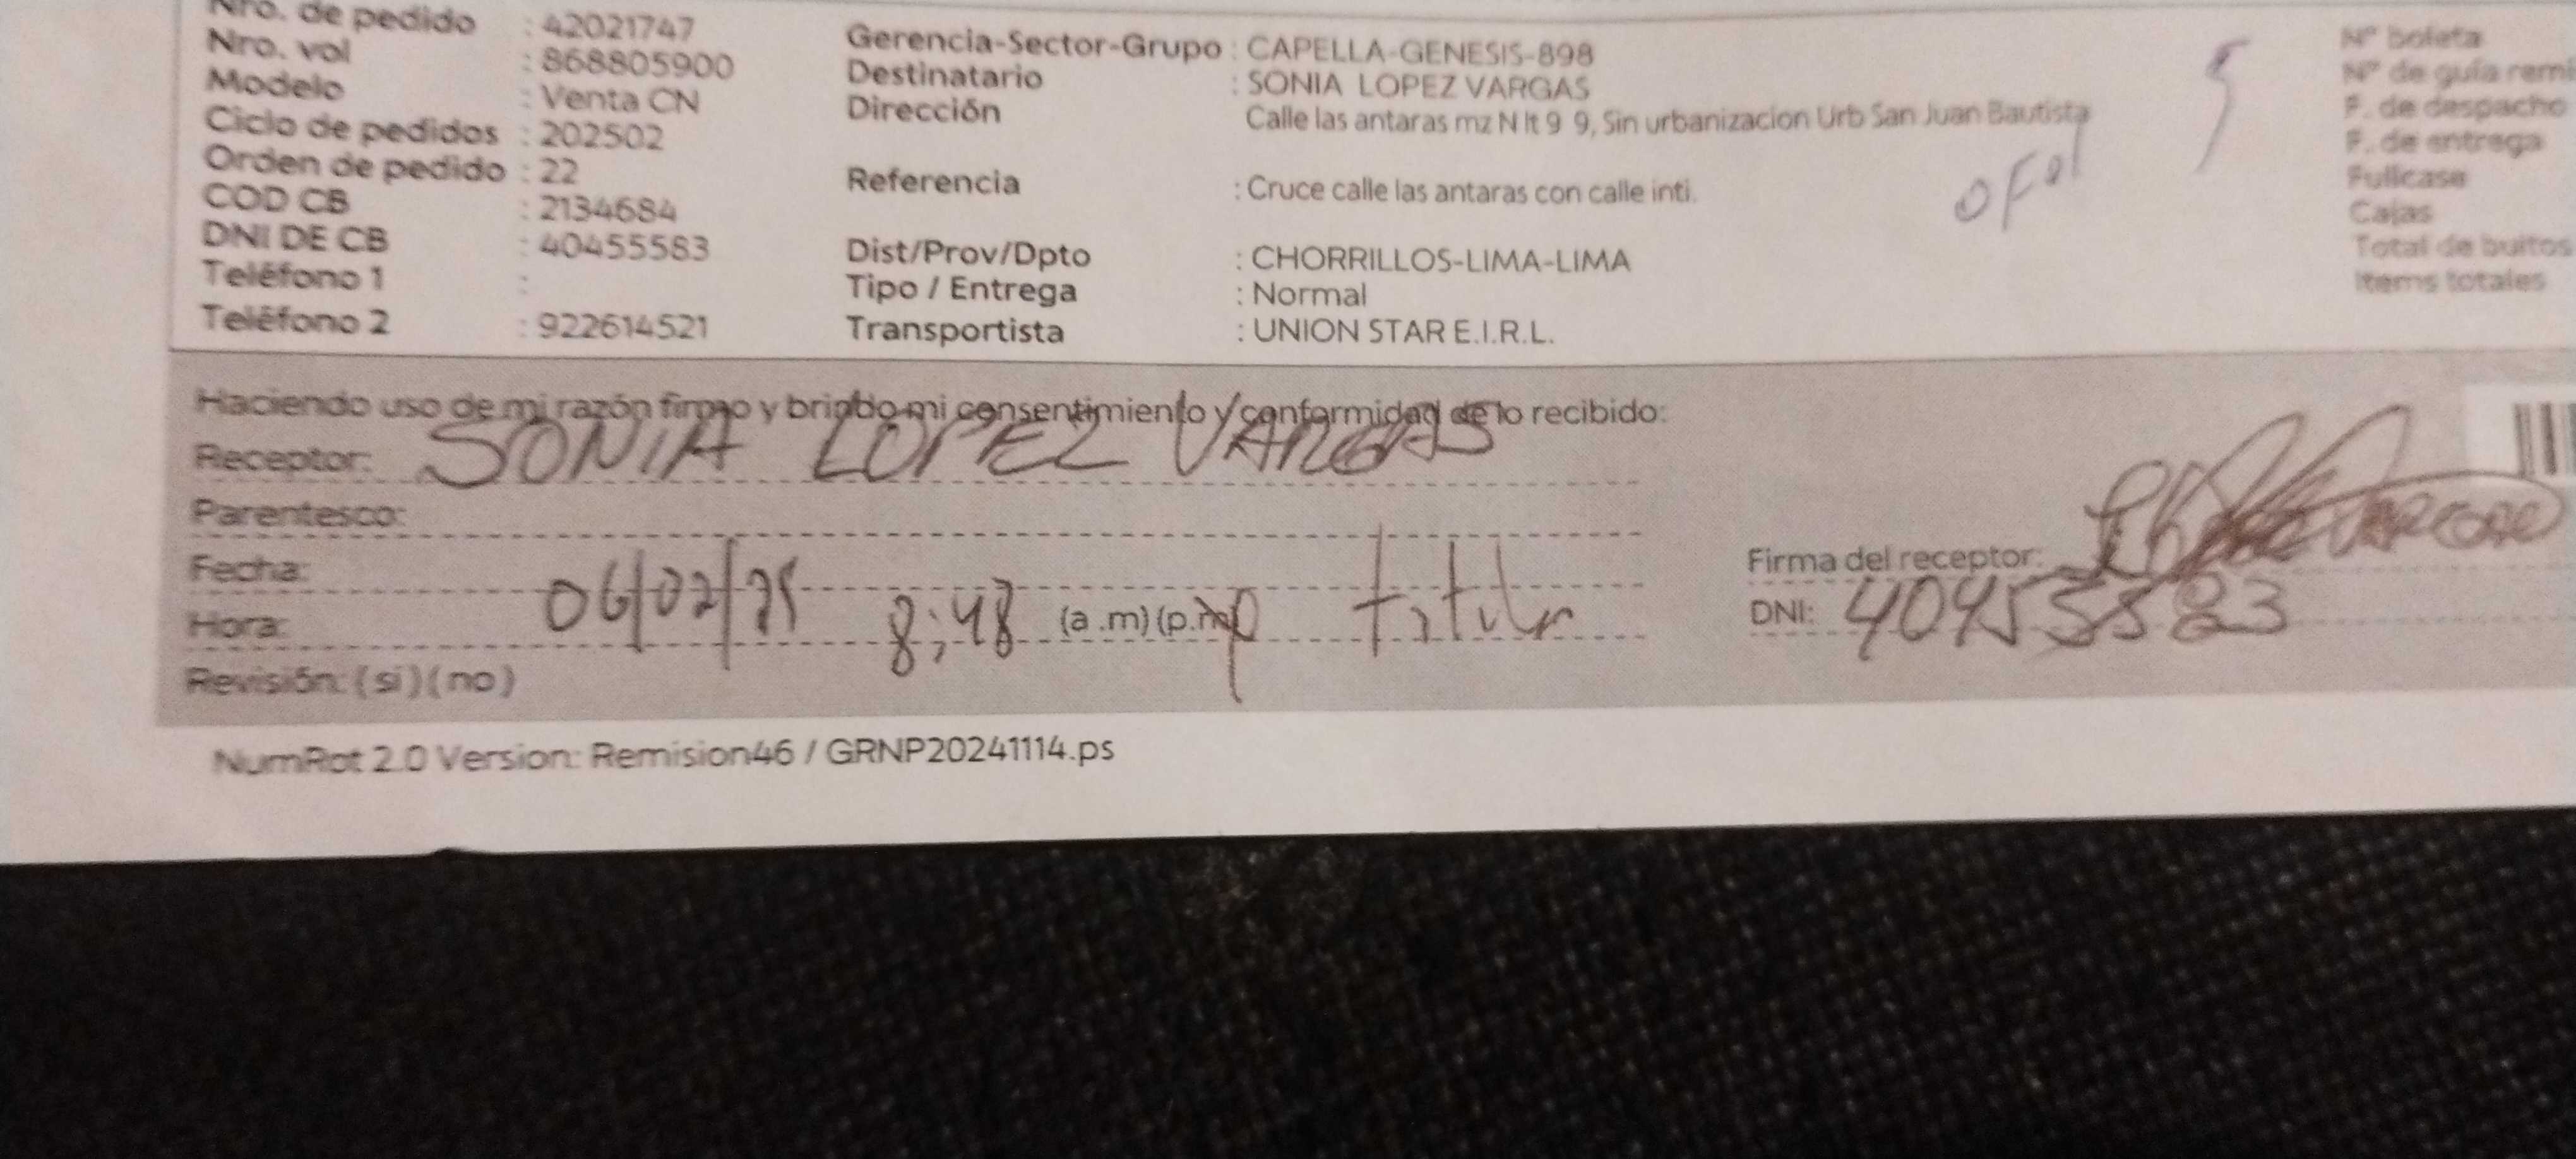 Nro. de pedido : 42021747
Nro. vol : 868805900
Modelo : Venta CN
Ciclo de pedidos : 202502
Orden de pedido : 22
COD CB : 2134684
DNI DE CB : 40455583
Teléfono 1 :
Teléfono 2 : 922614521
Gerencia-Sector-Grupo : CAPELLA-GENESIS-898
Destinatario : SONIA LOPEZ VARGAS
Dirección Calle las antaras mz N lt 9 9, Sin urbanizacion Urb San Juan Bautista
Referencia : Cruce calle las antaras con calle inti.
Dist/Prov/Dpto : CHORRILLOS-LIMA-LIMA
Tipo / Entrega : Normal
Transportista : UNION STAR E.I.R.L.
Nº boleta
Nº de guía remi
F. de despacho
F. de entrega
Fullcase
Cajas
Total de bultos
Items totales
Haciendo uso de mi razón firmo y brindo mi consentimiento y conformidad de lo recibido:
Receptor: SONIA LOPEZ VARGAS
Parentesco:
Fecha: 06/02/25
Hora: 8:48 (a.m) (p.m) titular
Revisión: (si) (no)
Firma del receptor:
DNI: 40455583
NumRot 2.0 Version: Remision46 / GRNP20241114.ps